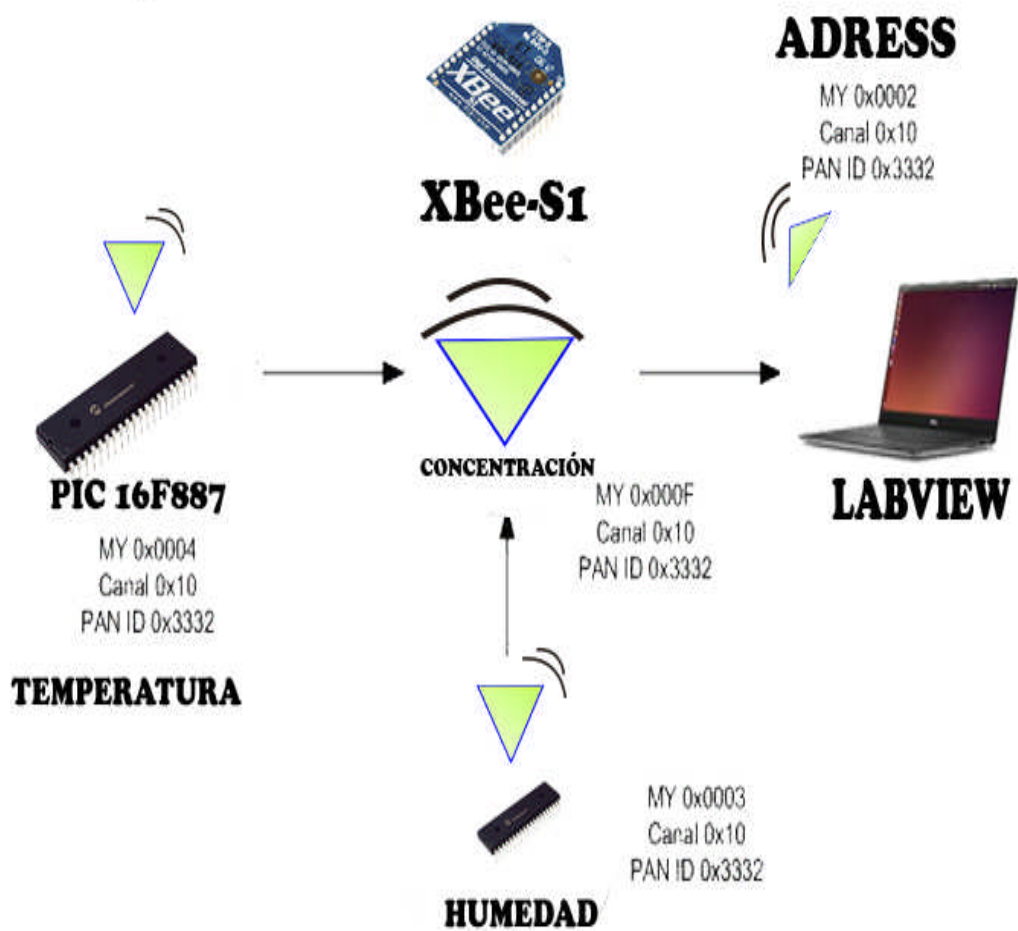 ADRESS
MY 0x0002
Canal 0x10
PAN ID 0x3332
XBee
XBee-S1
CONCENTRACIÓN
MY 0x000F
Canal 0x10
PAN ID 0x3332
LABVIEW
PIC 16F887
MY 0x0004
Canal 0x10
PAN ID 0x3332
TEMPERATURA
MY 0x0003
Canal 0x10
PAN ID 0x3332
HUMEDAD